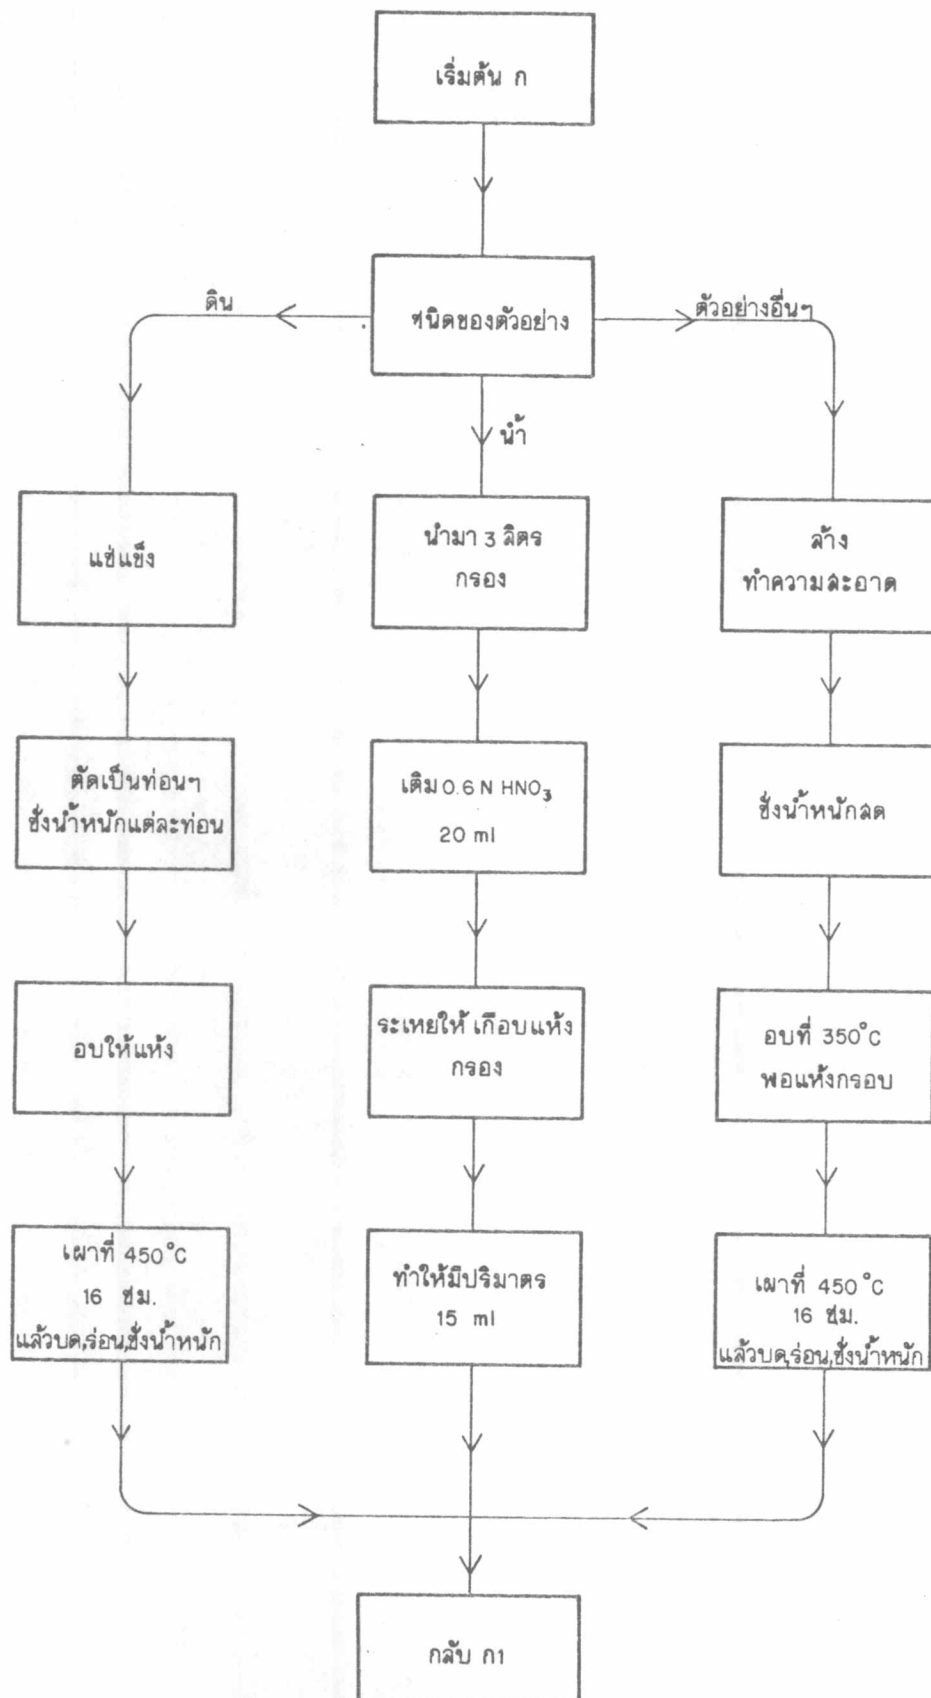 เริ่มต้น ก
ชนิดของตัวอย่าง
ดิน
น้ำ
ตัวอย่างอื่นๆ
แช่แข็ง
ตัดเป็นท่อนๆ
ชั่งน้ำหนักแต่ละท่อน
อบให้แห้ง
เผาที่ 450°C
16 ชม.
แล้วบด,ร่อน,ชั่งน้ำหนัก
นำมา 3 ลิตร
กรอง
เติม 0.6 N HNO₃
20 ml
ระเหยให้ เกือบแห้ง
กรอง
ทำให้มีปริมาตร
15 ml
ล้าง
ทำความสะอาด
ชั่งน้ำหนักสด
อบที่ 350°C
พอแห้งกรอบ
เผาที่ 450°C
16 ชม.
แล้วบด,ร่อน,ชั่งน้ำหนัก
กลับ ก1